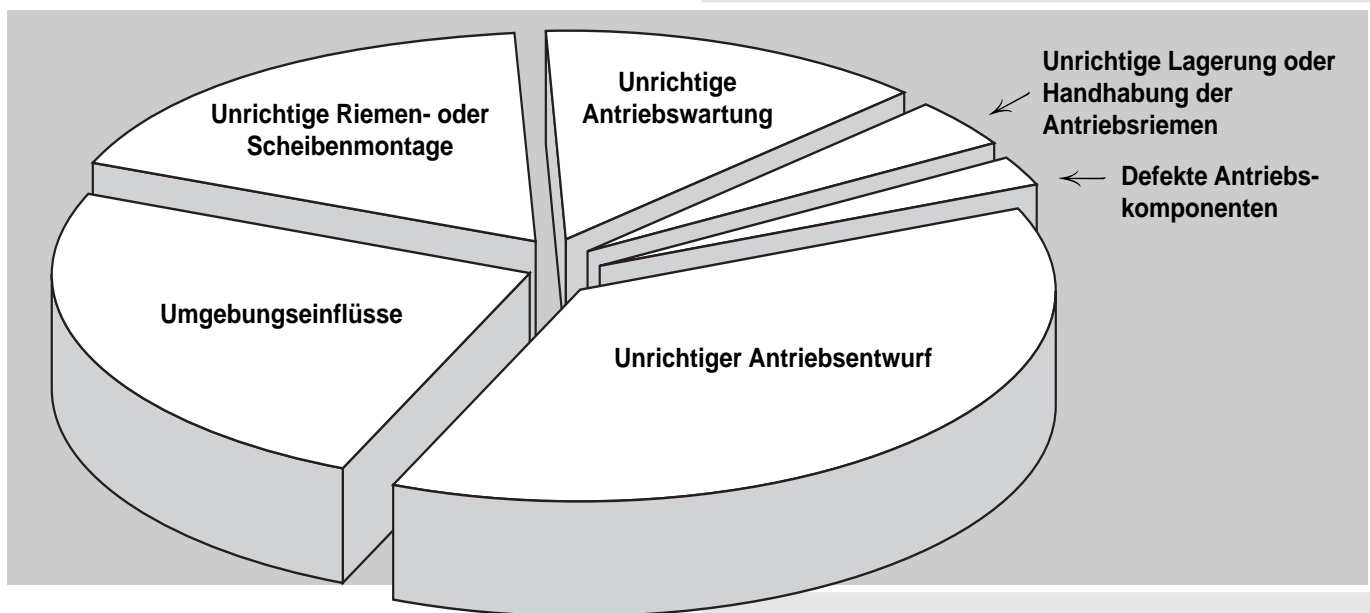 Unrichtige Riemen- oder
Scheibenmontage
Unrichtige
Antriebswartung
Unrichtige Lagerung oder
Handhabung der
Antriebsriemen
Defekte Antriebs-
komponenten
Umgebungseinflüsse
Unrichtiger Antriebsentwurf